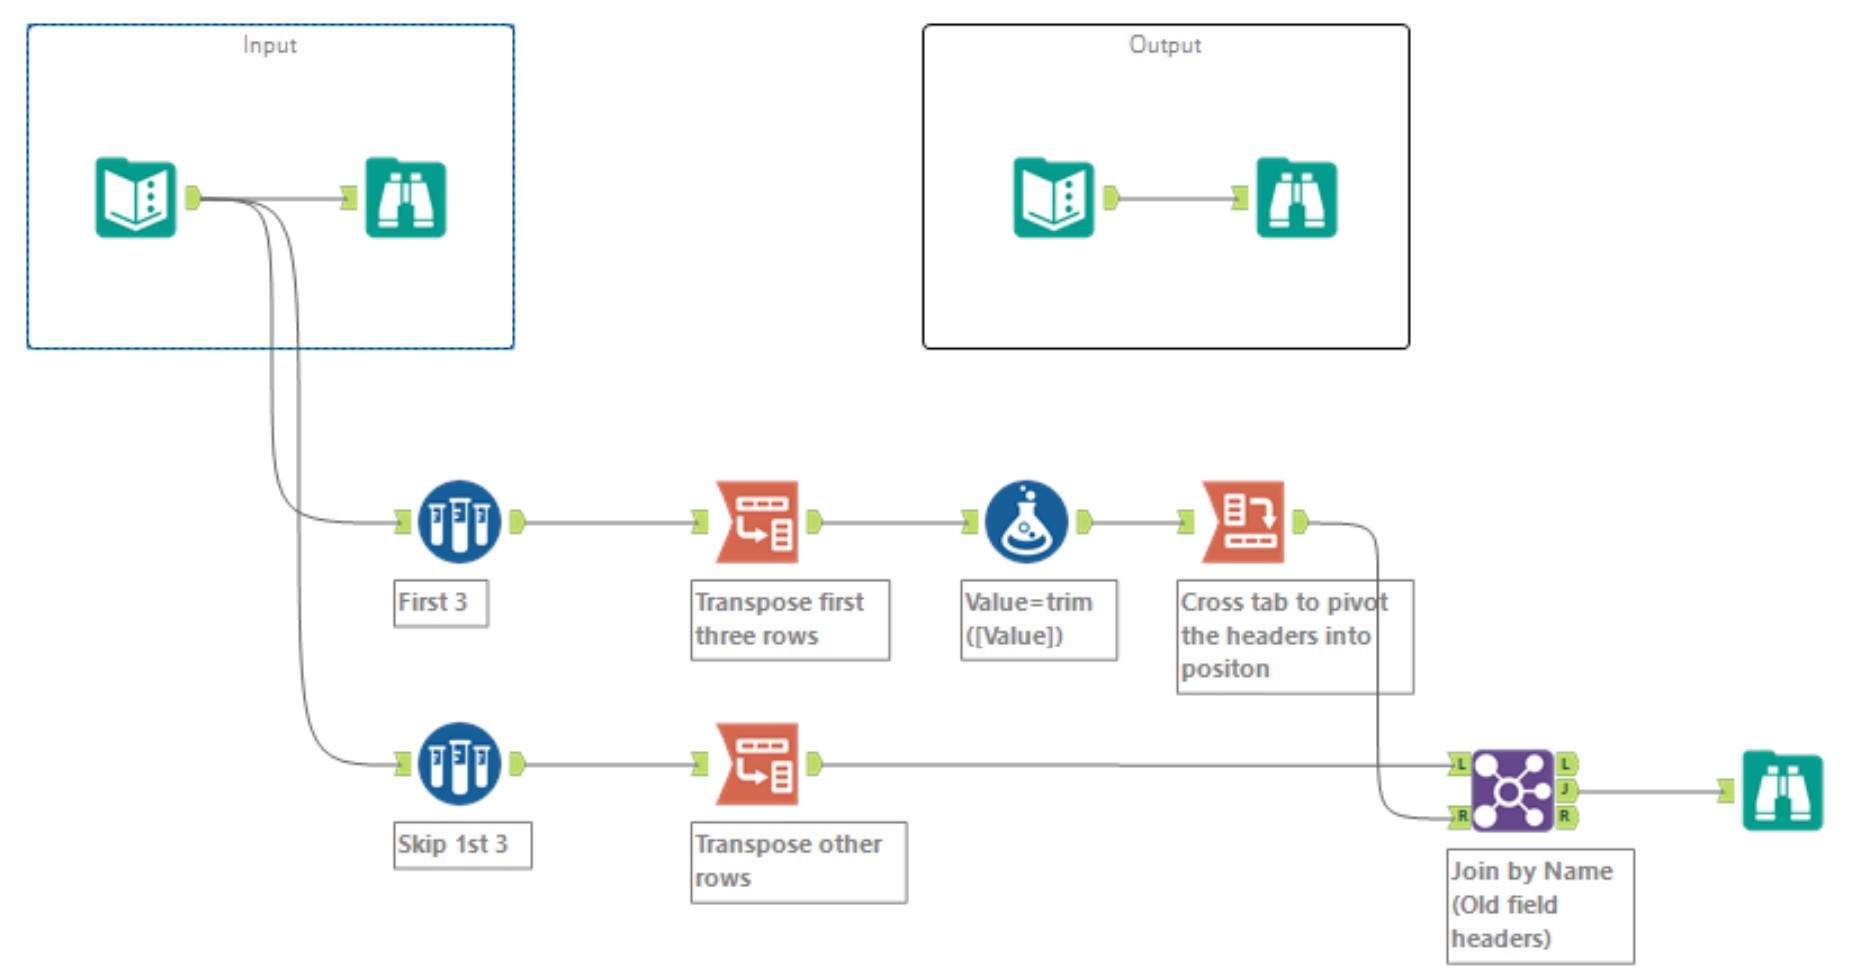 Input
Output
First 3
Transpose first
three rows
Value=trim
([Value])
Cross tab to pivot
the headers into
positon
Skip 1st 3
Transpose other
rows
L
R
L
J
R
Join by Name
(Old field
headers)